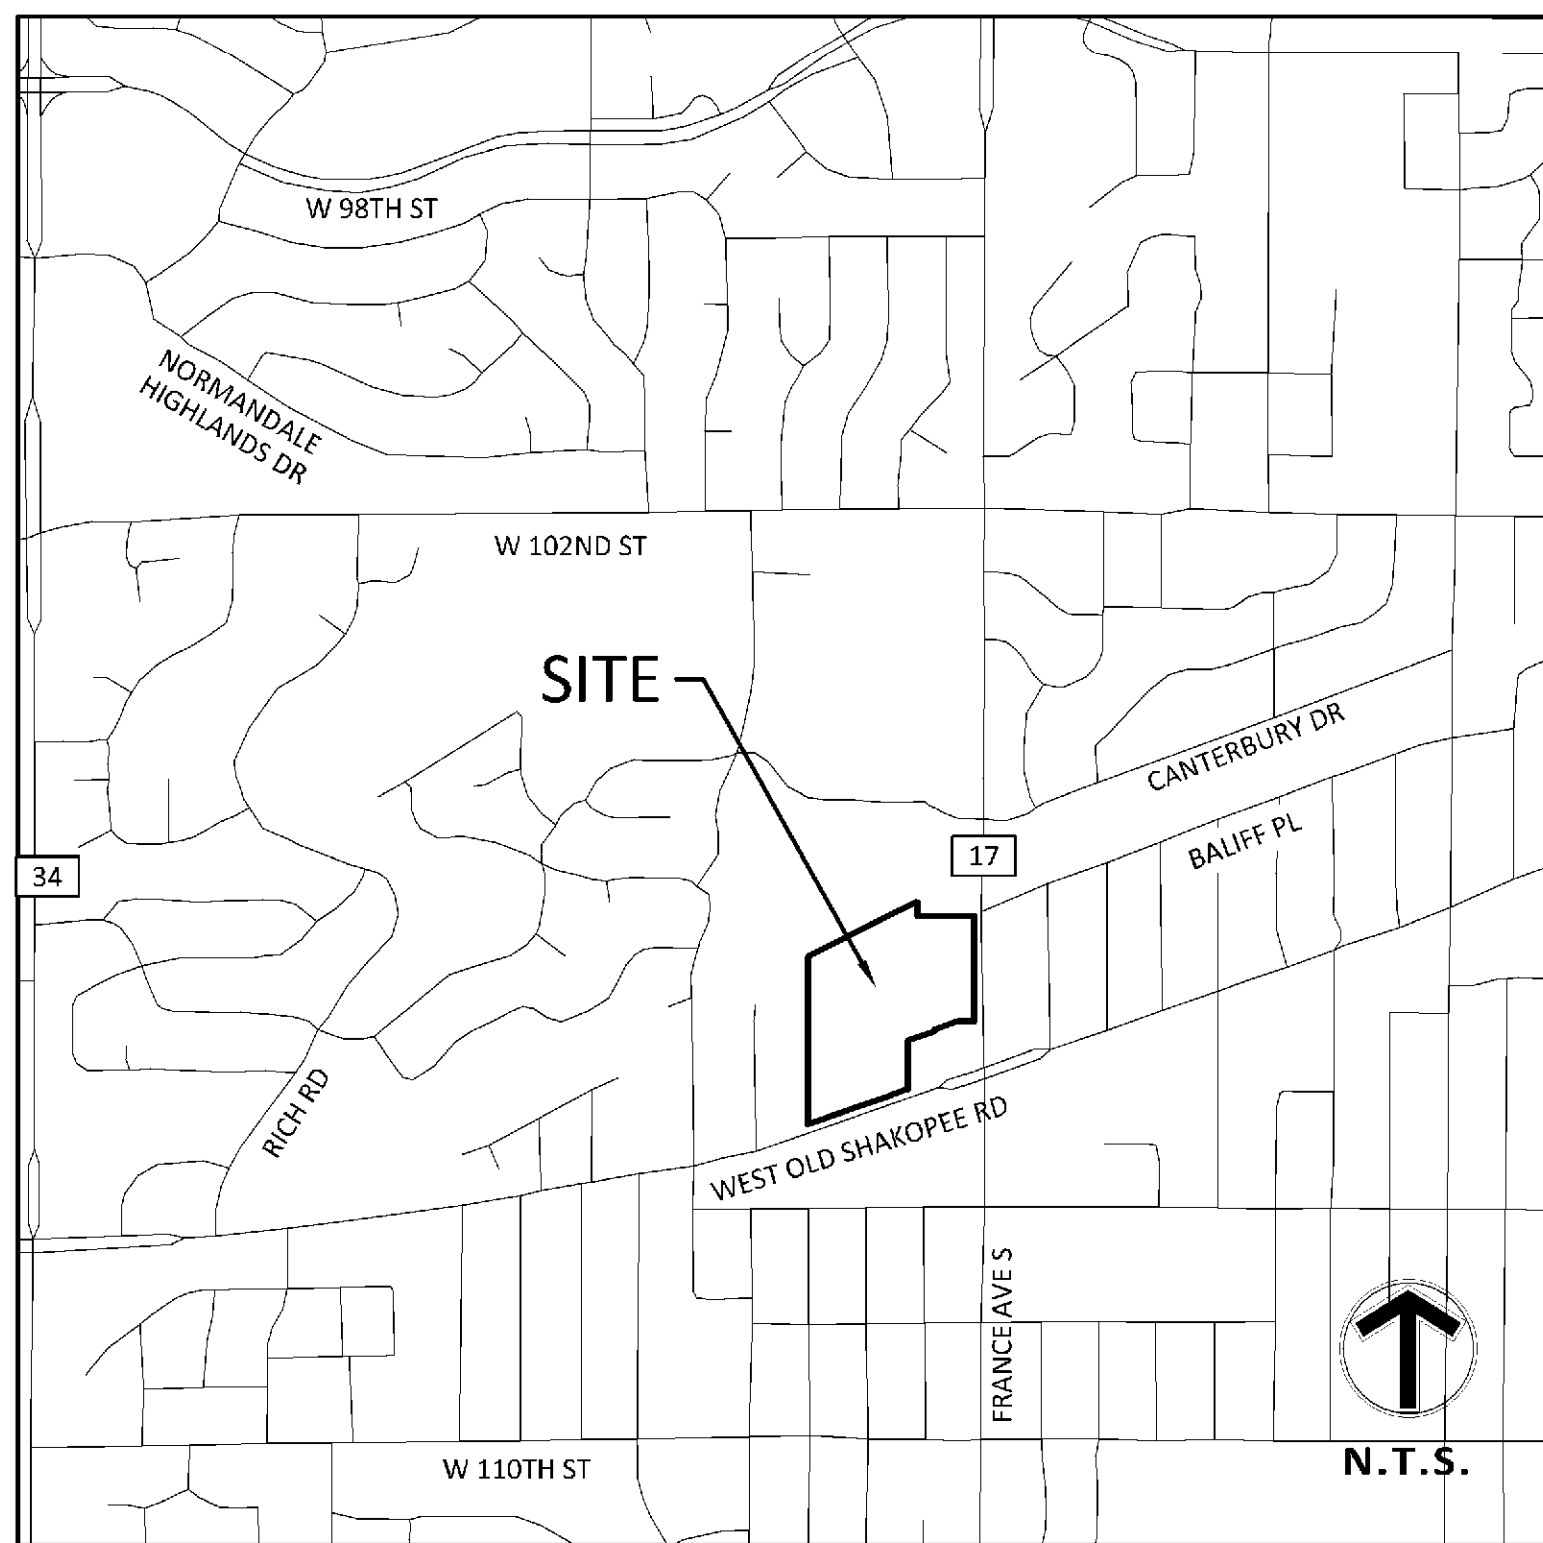 W 98TH ST
NORMANDALE
HIGHLANDS DR
W 102ND ST
SITE
CANTERBURY DR
BALIFF PL
17
34
RICH RD
WEST OLD SHAKOPEE RD
FRANCE AVE S
N.T.S.
W 110TH ST